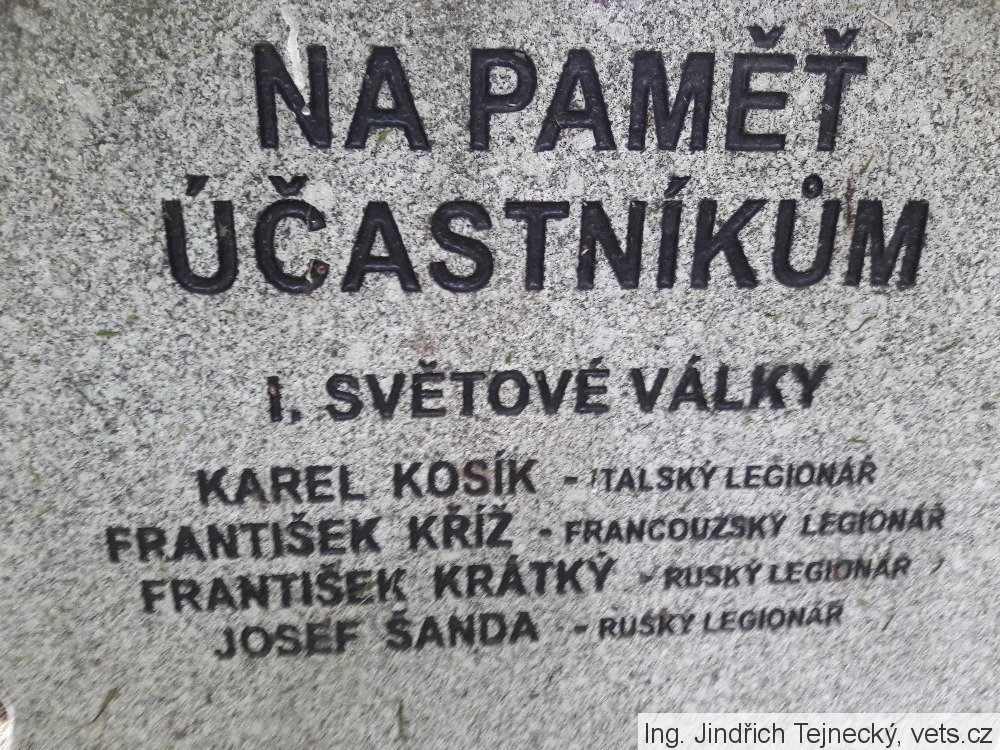 NA PAMĚŤ
ÚČASTNÍKŮM
I. SVĚTOVÉ VÁLKY
KAREL KOSÍK - ITALSKÝ LEGIONÁŘ
FRANTIŠEK KŘÍŽ - FRANCOUZSKÝ LEGIONÁŘ
FRANTIŠEK KRÁTKÝ - RUSKÝ LEGIONÁŘ
JOSEF ŠANDA - RUSKÝ LEGIONÁŘ
Ing. Jindřich Tejnecký, vets.cz